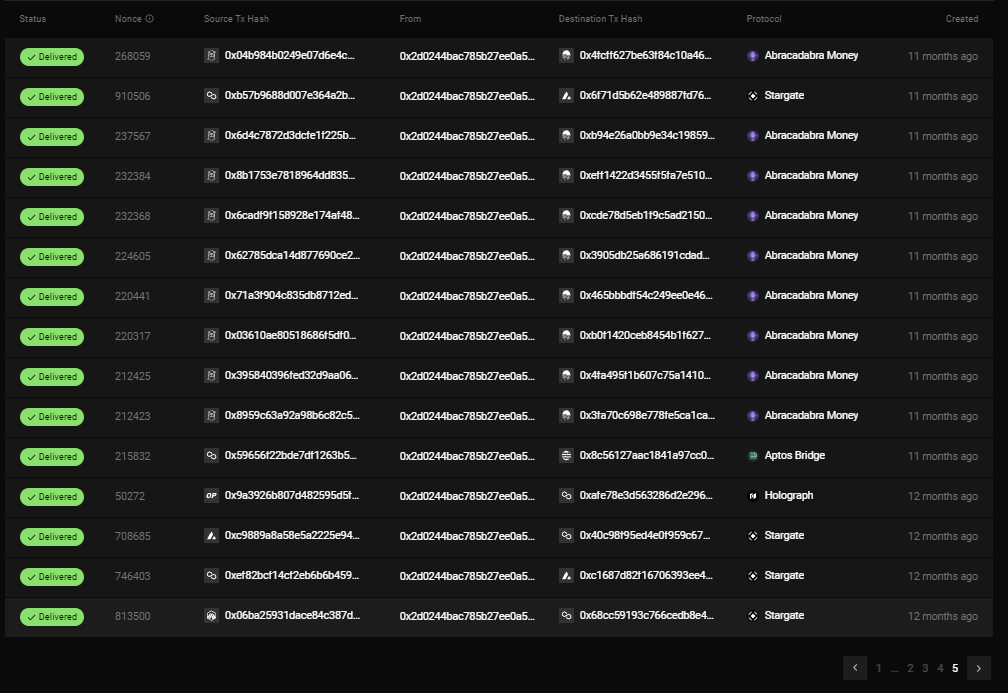 Status Nonce Source Tx Hash From Destination Tx Hash Protocol Created
Delivered 268059 0x04b984b0249e07d6e4c... 0x2d0244bac785b27ee0a5... 0x4fcff627be63f84c10a46... Abracadabra Money 11 months ago
Delivered 910506 0xb57b9688d007e364a2b... 0x2d0244bac785b27ee0a5... 0x6f71d5b62e489887fd76... Stargate 11 months ago
Delivered 237567 0x6d4c7872d3dcfe1f225b... 0x2d0244bac785b27ee0a5... 0xb94e26a0bb9e34c19859... Abracadabra Money 11 months ago
Delivered 232384 0x8b1753e7818964dd835... 0x2d0244bac785b27ee0a5... 0xeff1422d3455f5fa7e510... Abracadabra Money 11 months ago
Delivered 232368 0x6cadf9f158928e174af48... 0x2d0244bac785b27ee0a5... 0xcde78d5eb1f9c5ad2150... Abracadabra Money 11 months ago
Delivered 224605 0x62785dca14d877690ce2... 0x2d0244bac785b27ee0a5... 0x3905db25a686191cdad... Abracadabra Money 11 months ago
Delivered 220441 0x71a3f904c835db8712ed... 0x2d0244bac785b27ee0a5... 0x465bbbdf54c249ee0e46... Abracadabra Money 11 months ago
Delivered 220317 0x03610ae80518686f5df0... 0x2d0244bac785b27ee0a5... 0xb0f1420ceb8454b1f627... Abracadabra Money 11 months ago
Delivered 212425 0x395840396fed32d9aa06... 0x2d0244bac785b27ee0a5... 0x4fa495f1b607c75a1410... Abracadabra Money 11 months ago
Delivered 212423 0x8959c63a92a98b6c82c5... 0x2d0244bac785b27ee0a5... 0x3fa70c698e778fe5ca1ca... Abracadabra Money 11 months ago
Delivered 215832 0x59656f22bde7df1263b5... 0x2d0244bac785b27ee0a5... 0x8c56127aac1841a97cc0... Aptos Bridge 11 months ago
Delivered 50272 OP 0x9a3926b807d482595d5f... 0x2d0244bac785b27ee0a5... 0xafe78e3d563286d2e296... Holograph 12 months ago
Delivered 708685 0xc9889a8a58e5a2225e94... 0x2d0244bac785b27ee0a5... 0x40c98f95ed4e0f959c67... Stargate 12 months ago
Delivered 746403 0xef82bcf14cf2eb6b6b459... 0x2d0244bac785b27ee0a5... 0xc1687d82f16706393ee4... Stargate 12 months ago
Delivered 813500 0x06ba25931dace84c387d... 0x2d0244bac785b27ee0a5... 0x68cc59193c766cedb8e4... Stargate 12 months ago
< 1 ... 2 3 4 5 >